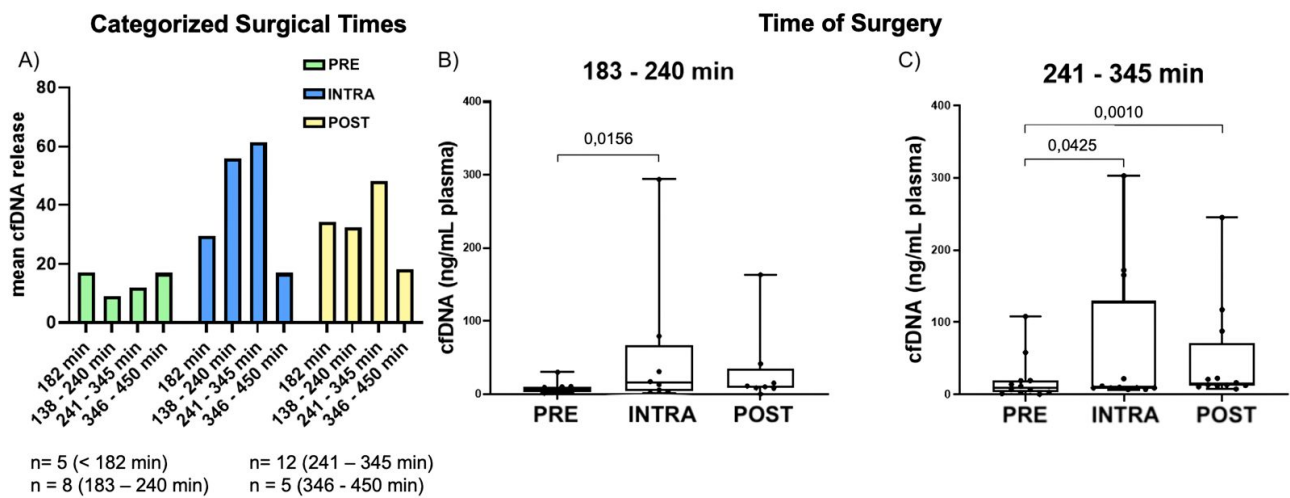 Categorized Surgical Times
Time of Surgery
A)
PRE
INTRA
POST
mean cfDNA release
80
60
40
20
0
182 min
138 - 240 min
241 - 345 min
346 - 450 min
182 min
138 - 240 min
241 - 345 min
346 - 450 min
182 min
138 - 240 min
241 - 345 min
346 - 450 min
n= 5 (< 182 min)
n= 12 (241 – 345 min)
n = 8 (183 – 240 min)
n = 5 (346 - 450 min)
B)
183 - 240 min
cfDNA (ng/mL plasma)
400
300
200
100
0
0,0156
PRE
INTRA
POST
C)
241 - 345 min
cfDNA (ng/mL plasma)
400
300
200
100
0
0,0010
0,0425
PRE
INTRA
POST